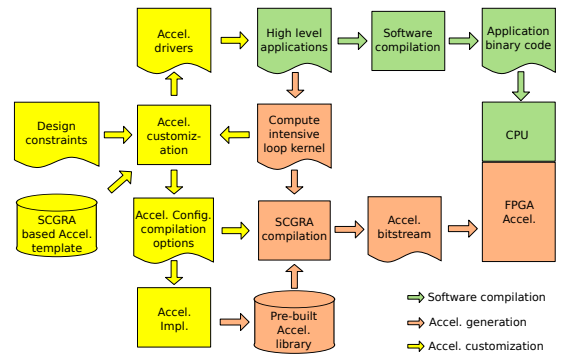 Accel.
drivers
High level
applications
Software
compilation
Application
binary code
Design
constraints
Accel.
customiz-
ation
Compute
intensive
loop kernel
CPU
SCGRA
based Accel.
template
Accel. Config.
compilation
options
SCGRA
compilation
Accel.
bitstream
FPGA
Accel.
Accel.
Impl.
Pre-built
Accel.
library
Software compilation
Accel. generation
Accel. customization